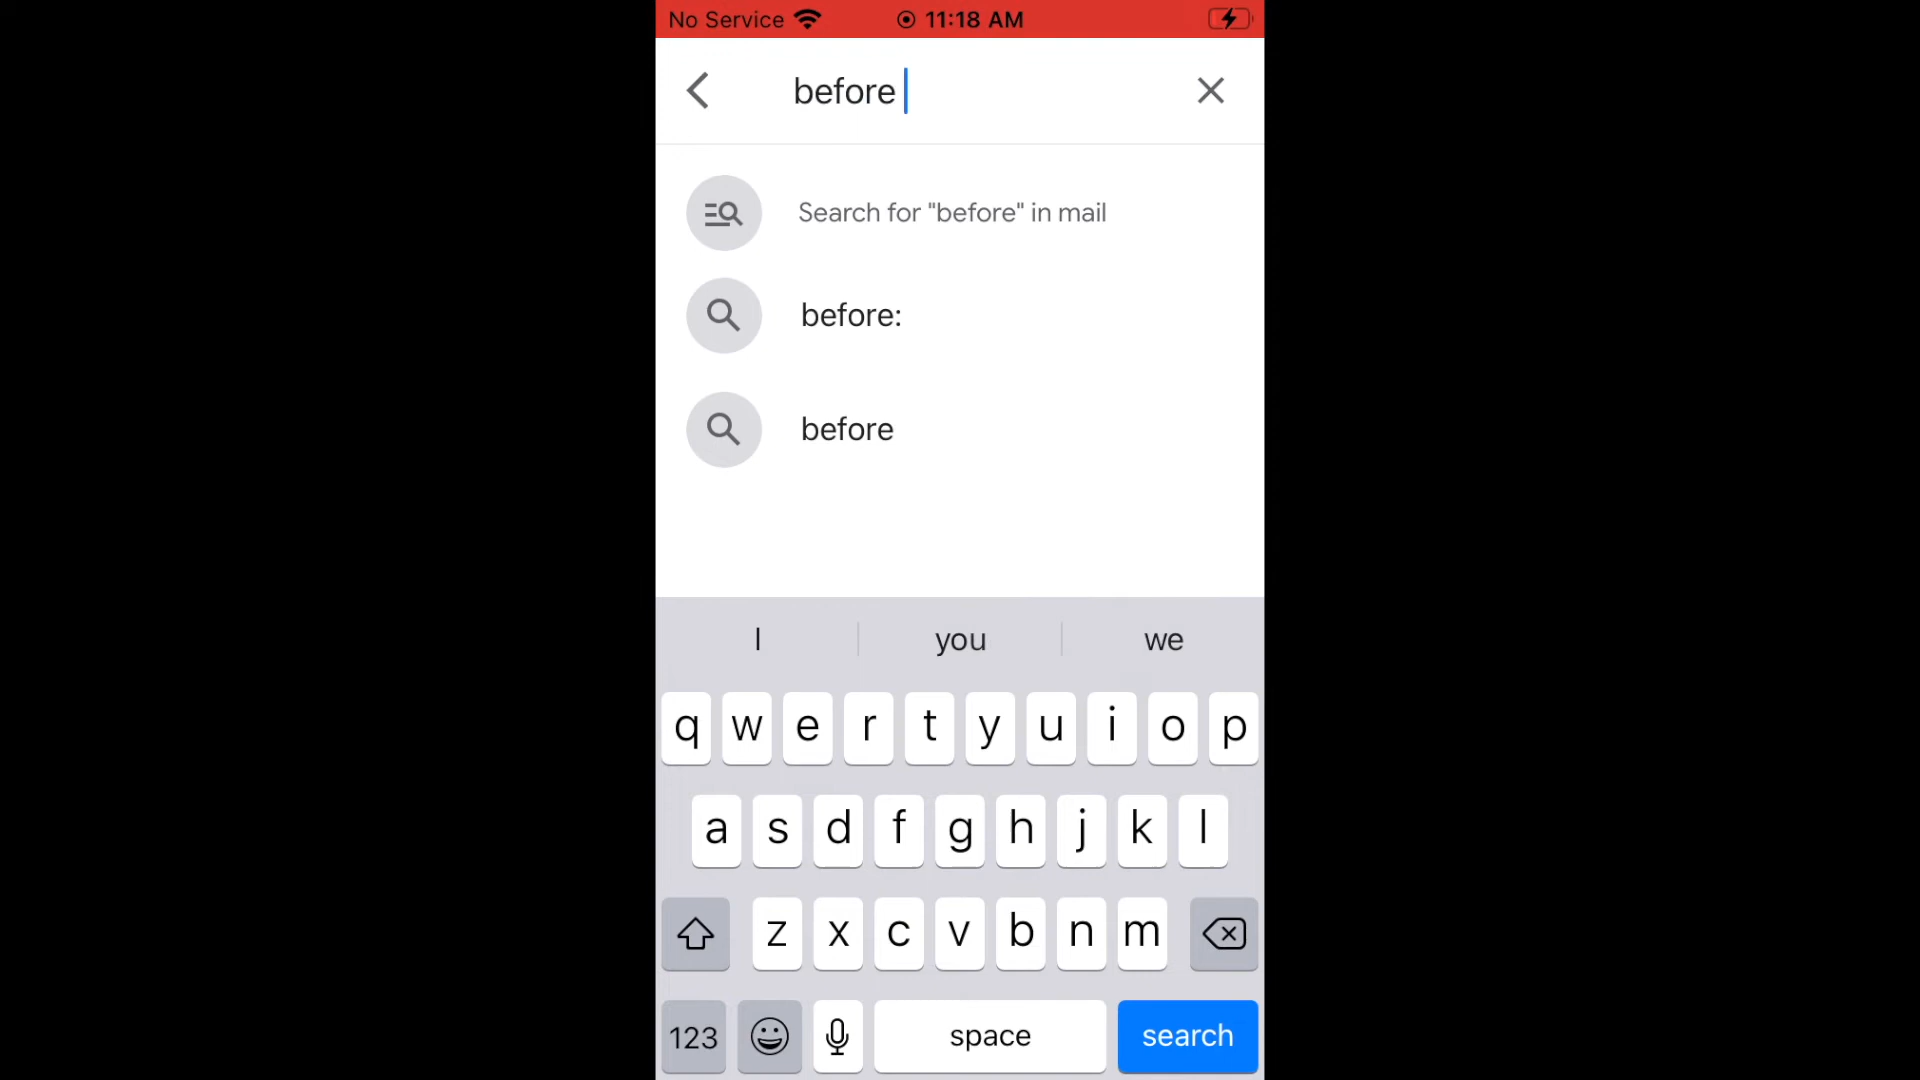 No Service 11:18 AM
before
Search for "before" in mail
before:
before
I you we
q w e r t y u i o p
a s d f g h j k l
z x c v b n m
123 space search